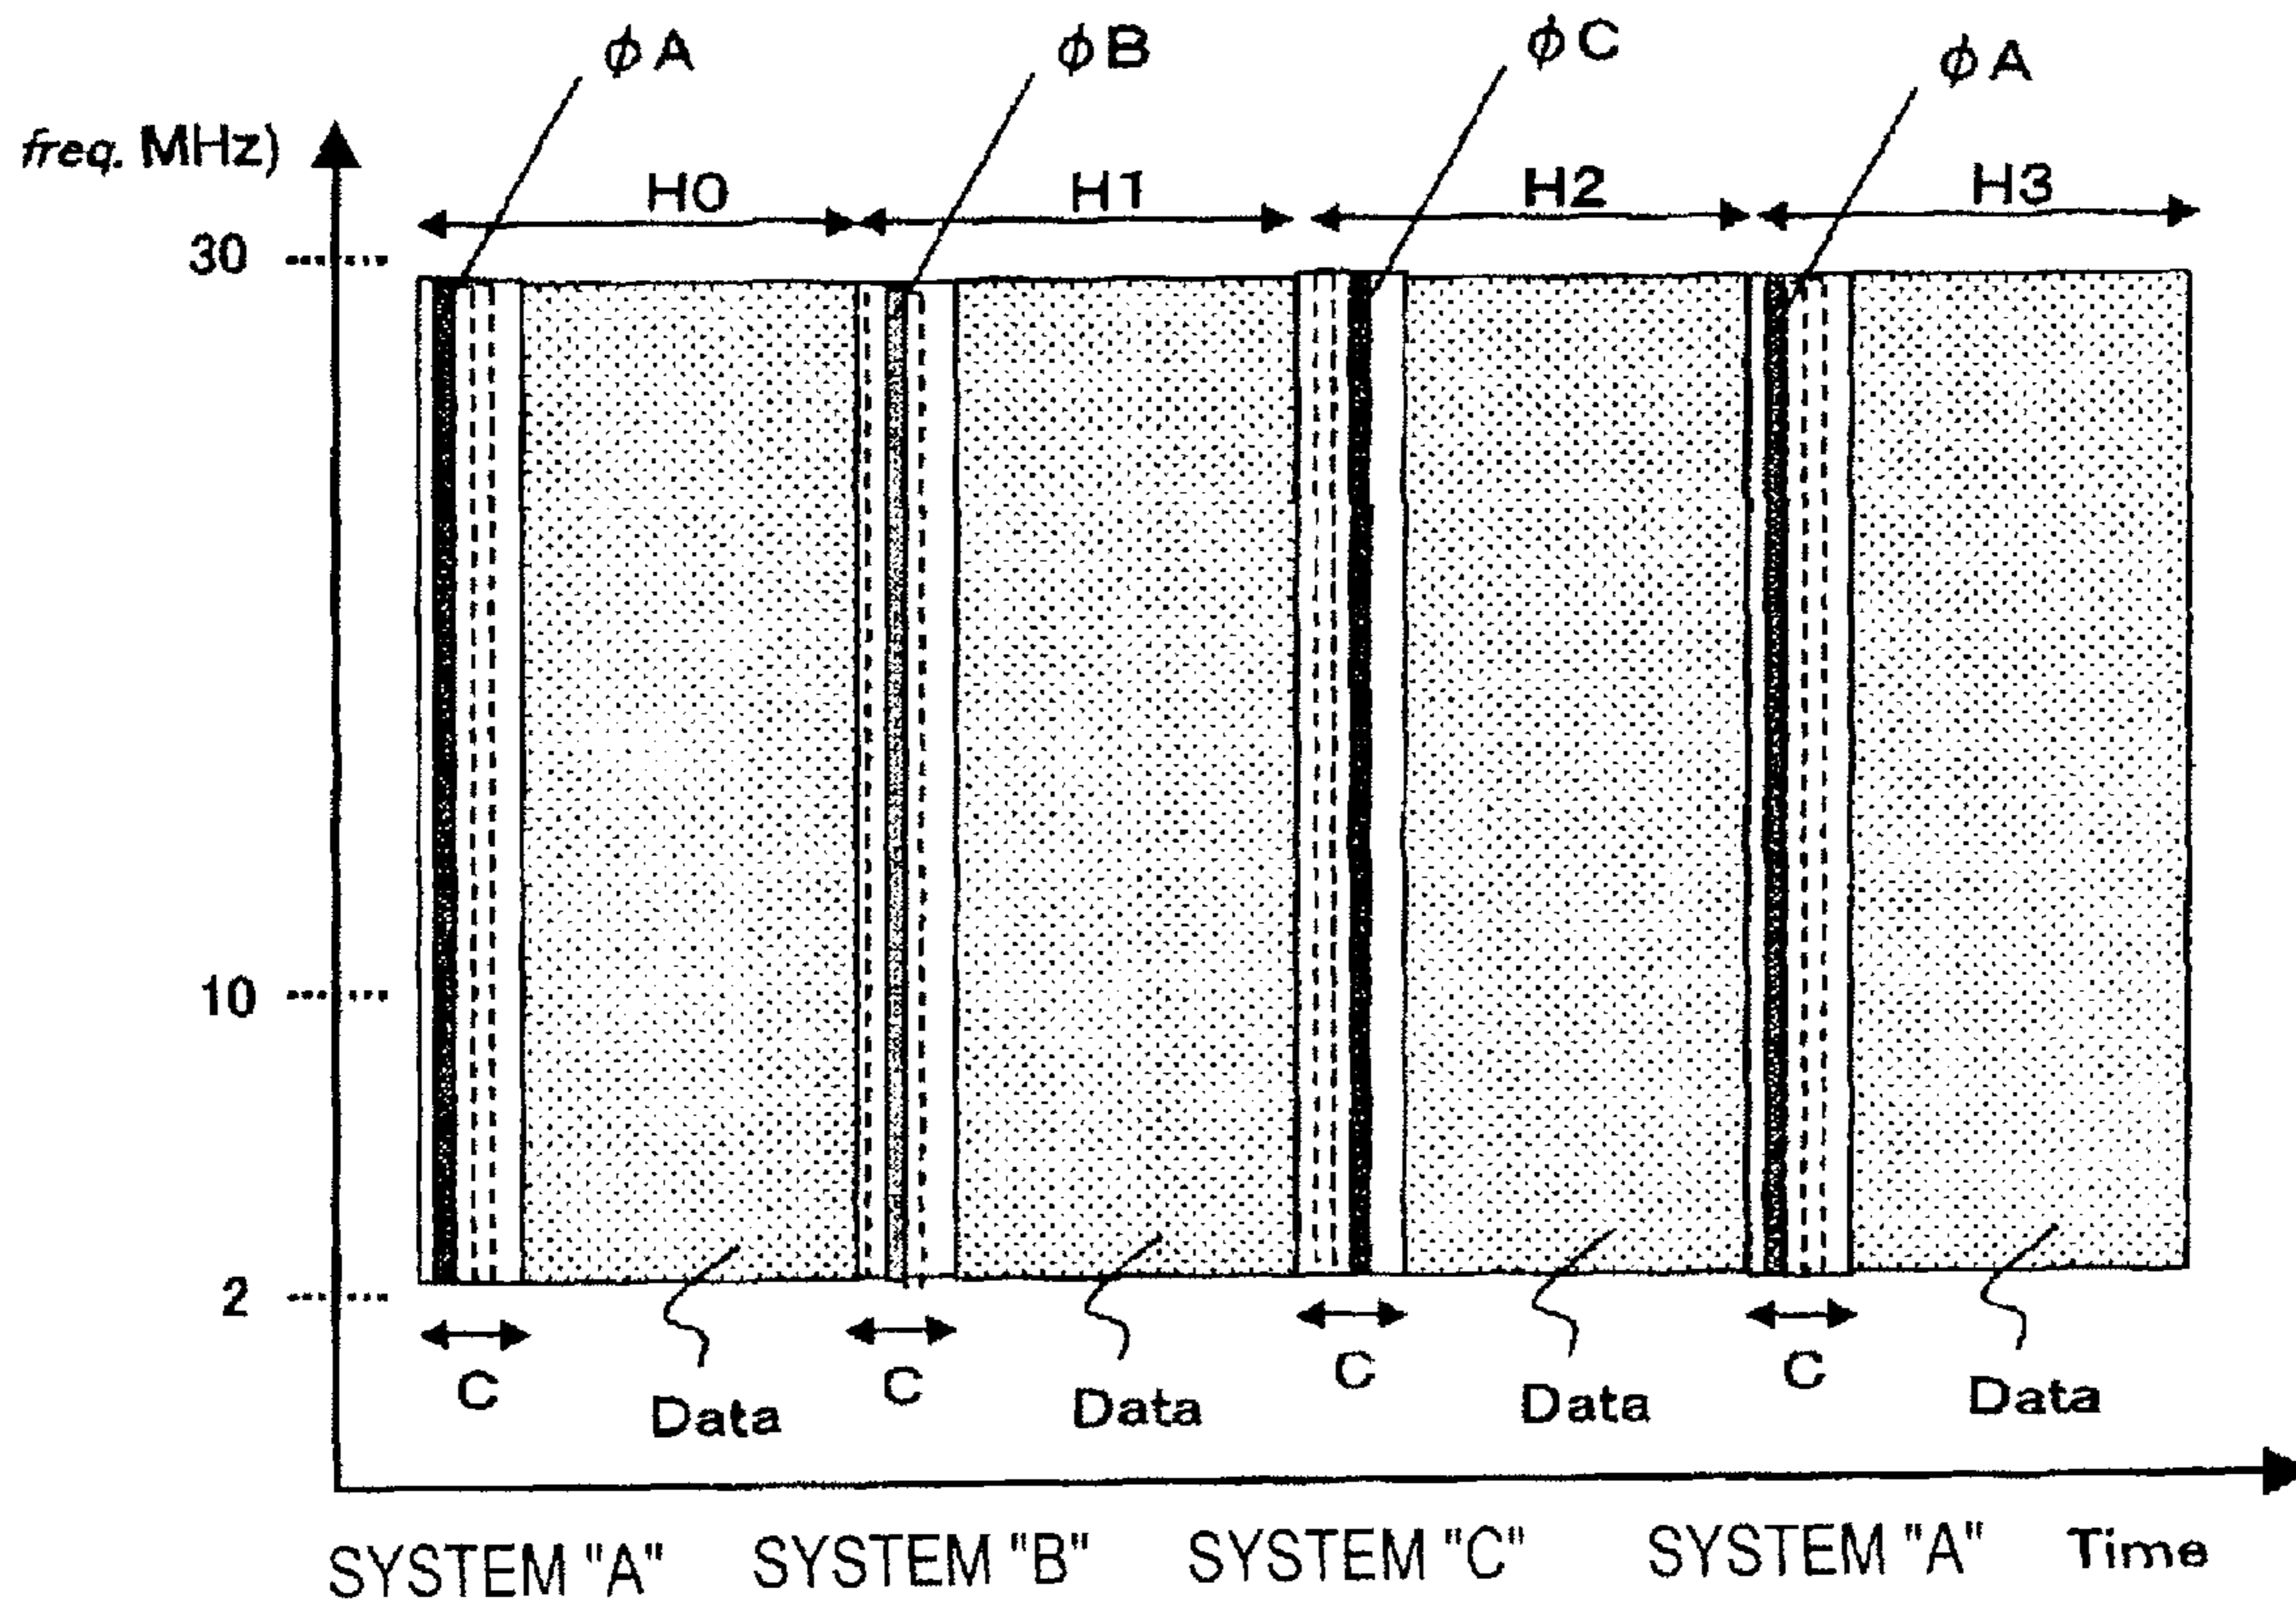 ϕA ϕB ϕC ϕA
freq. MHz)
H0 H1 H2 H3
30
10
2
C C C C
Data Data Data Data
SYSTEM "A" SYSTEM "B" SYSTEM "C" SYSTEM "A" Time